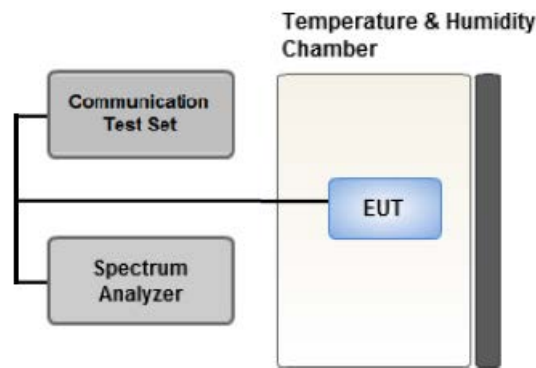 Temperature & Humidity
Chamber
Communication
Test Set
EUT
Spectrum
Analyzer